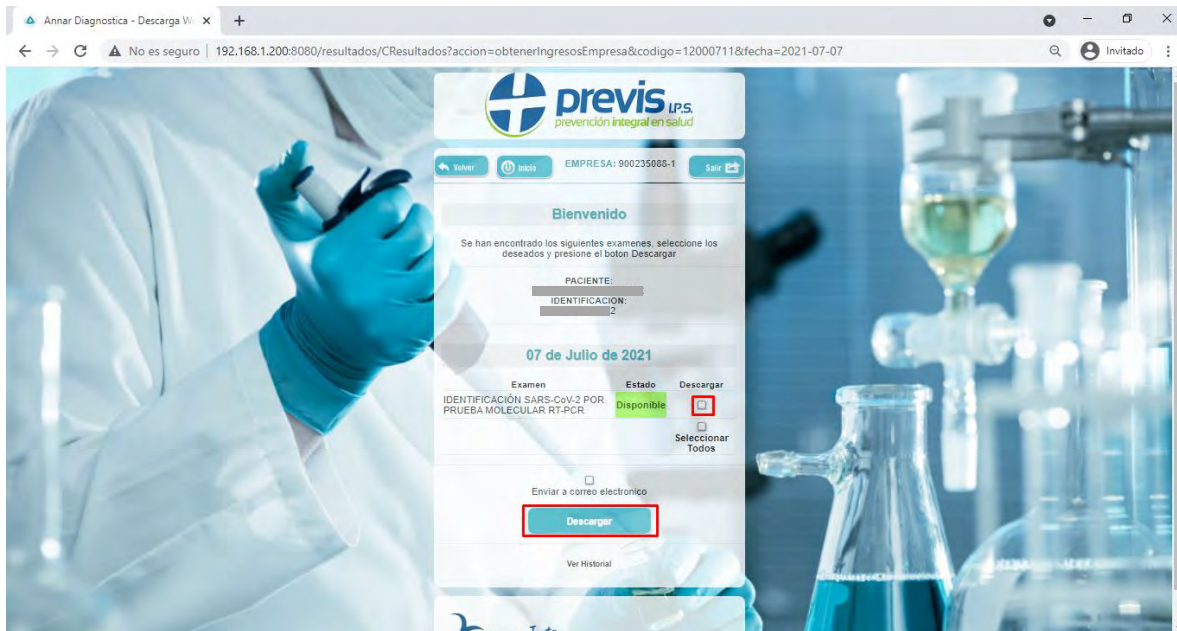 Annar Diagnostica - Descarga W
No es seguro | 192.168.1.200:8080/resultados/CResultados?accion=obtenerIngresosEmpresa&codigo=12000711&fecha=2021-07-07
Invitado
previs I.P.S.
prevención integral en salud
Volver Inicio EMPRESA: 900235088-1 Salir
Bienvenido
Se han encontrado los siguientes examenes, seleccione los
deseados y presione el boton Descargar
PACIENTE:
IDENTIFICACION:
2
07 de Julio de 2021
Examen Estado Descargar
IDENTIFICACIÓN SARS-CoV-2 POR
PRUEBA MOLECULAR RT-PCR
Disponible
Seleccionar
Todos
Enviar a correo electronico
Descargar
Ver Historial